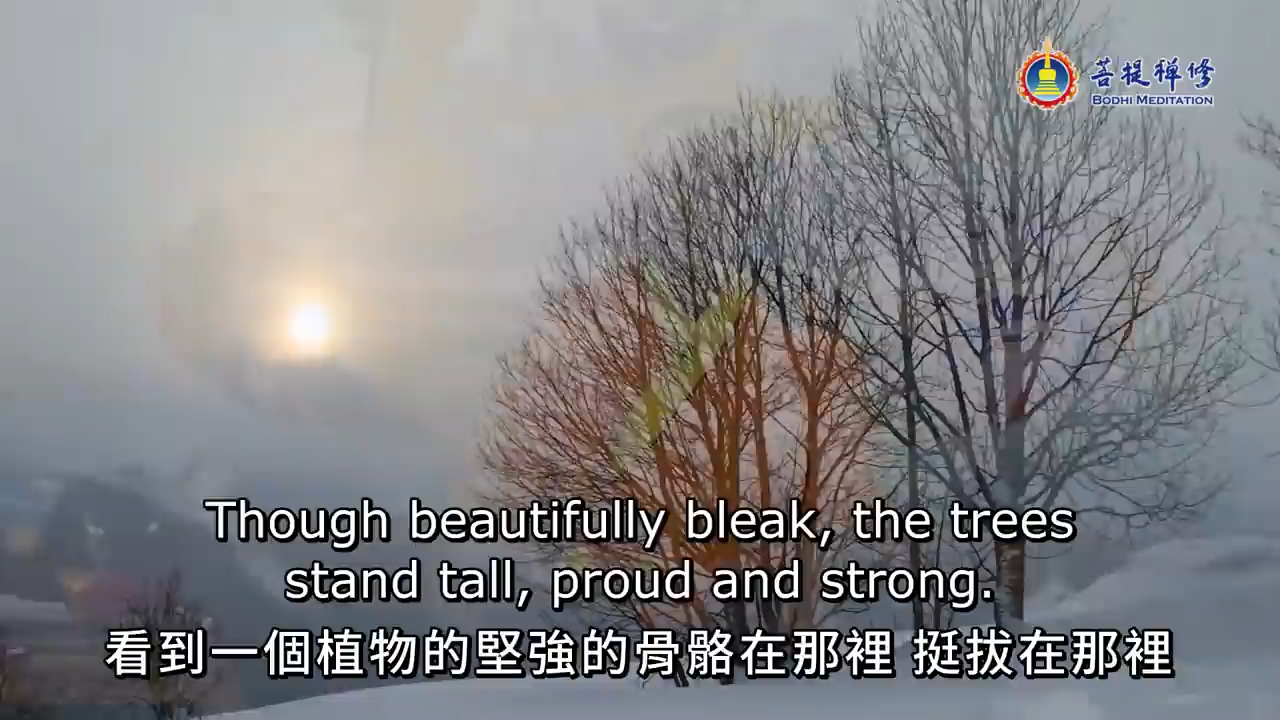 菩提禪修
BODHI MEDITATION
Though beautifully bleak, the trees
stand tall, proud and strong.
看到一個植物的堅強的骨骼在那裡 挺拔在那裡